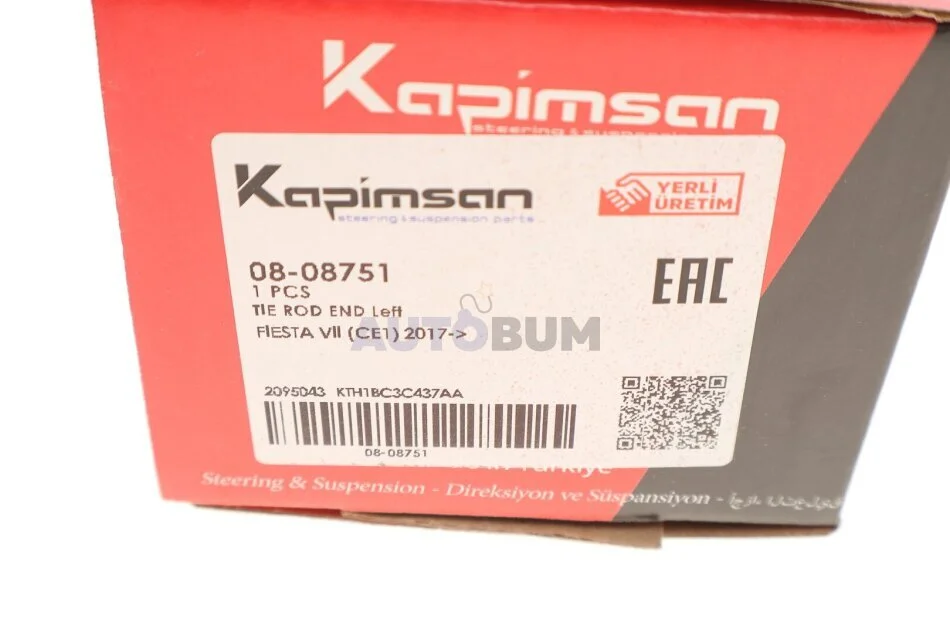 Kapimsan
steering & suspension
Kapimsan
steering & suspension parts
YERLİ
ÜRETİM
08-08751
1 PCS
TIE ROD END Left
FIESTA VII (CE1) 2017->
EAC
AUTOBUM
2095043 KTH1BC3C437AA
08-08751
Türkiye
Steering & Suspension - Direksiyon ve Süspansiyon -